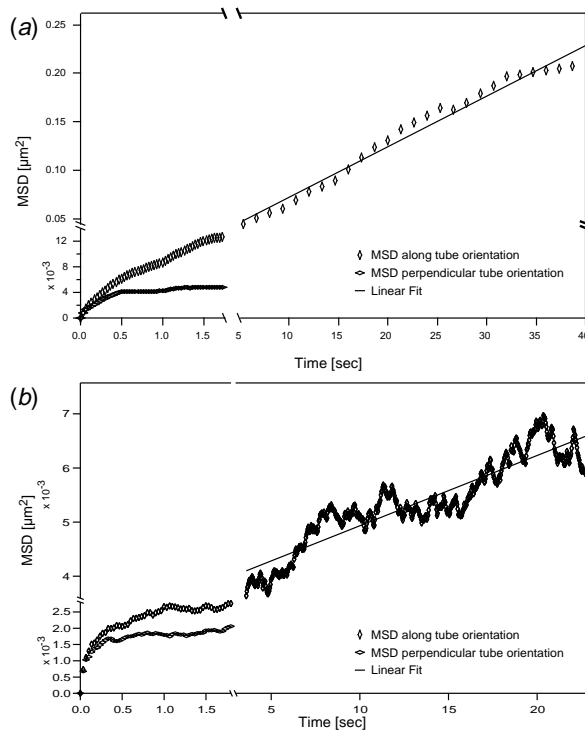 (a)
MSD [µm²]
0.25
0.20
0.15
0.10
0.05
12
8
4
0
x 10⁻³
MSD along tube orientation
MSD perpendicular tube orientation
Linear Fit
0.0 0.5 1.0 1.5 5 10 15 20 25 30 35 40
Time [sec]
(b)
MSD [µm²]
x 10⁻³
7
6
5
4
2.5
2.0
1.5
1.0
0.5
0.0
x 10⁻³
MSD along tube orientation
MSD perpendicular tube orientation
Linear Fit
0.0 0.5 1.0 1.5 5 10 15 20
Time [sec]